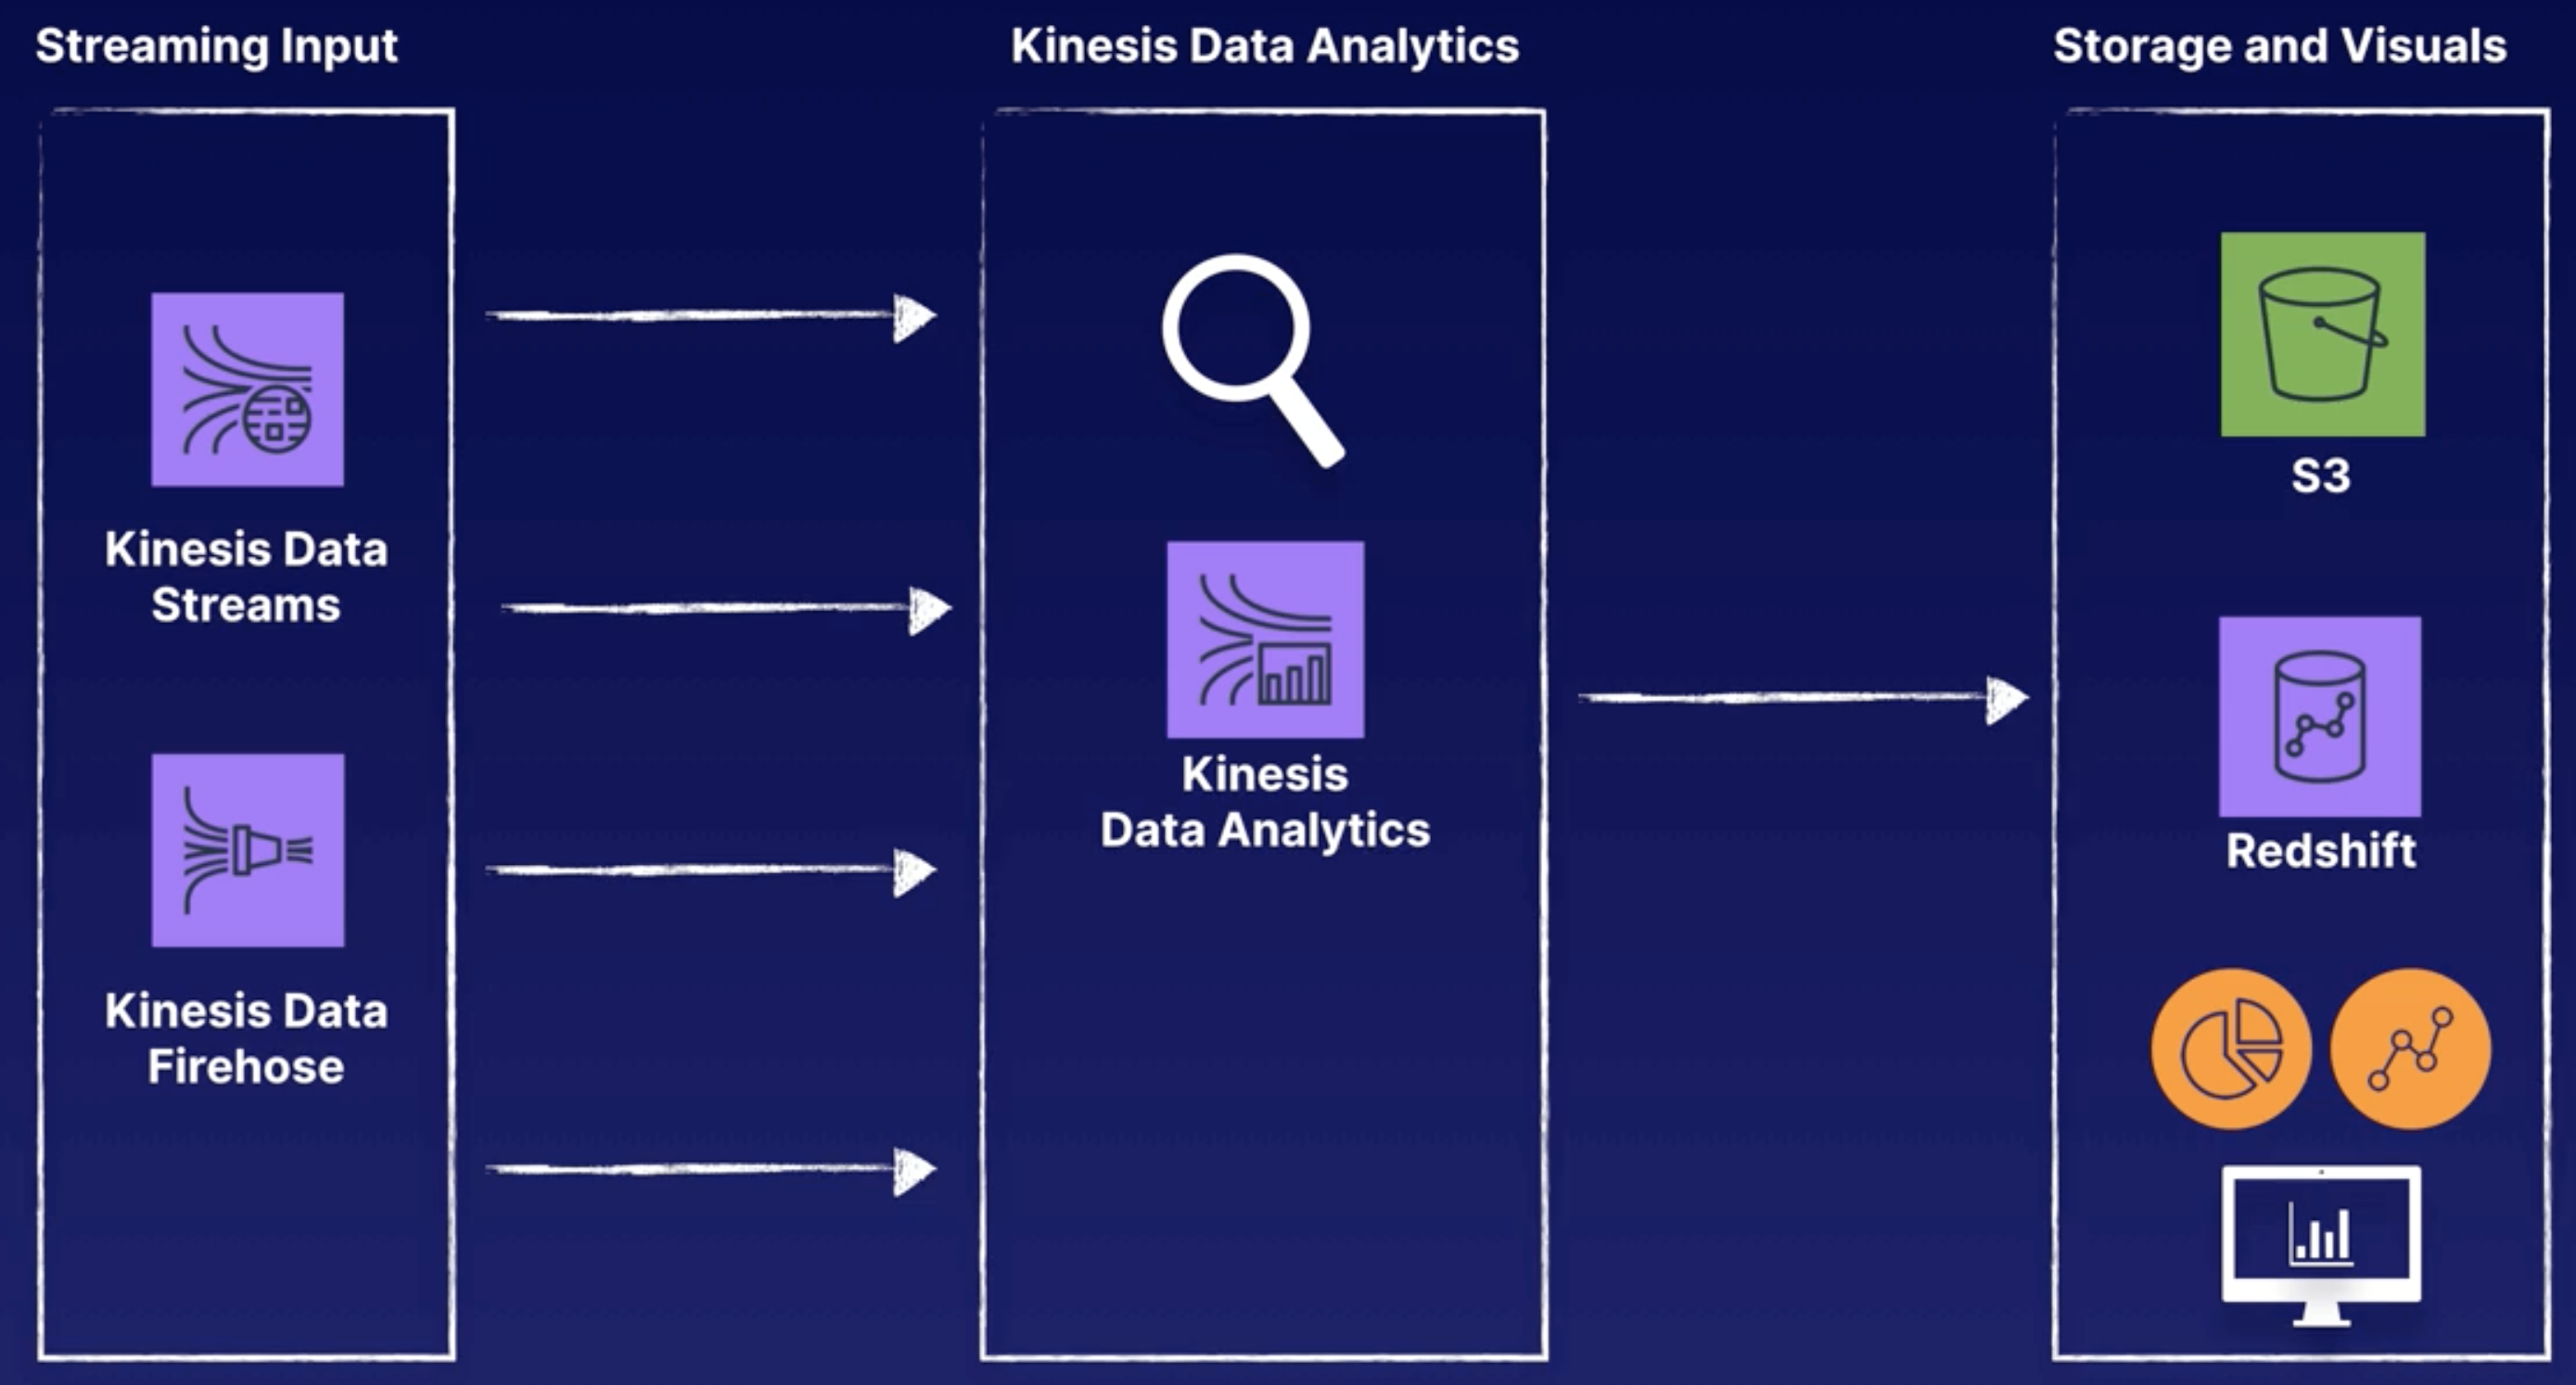 Streaming Input
Kinesis Data Analytics
Storage and Visuals
Kinesis Data
Streams
Kinesis Data
Firehose
Kinesis
Data Analytics
S3
Redshift